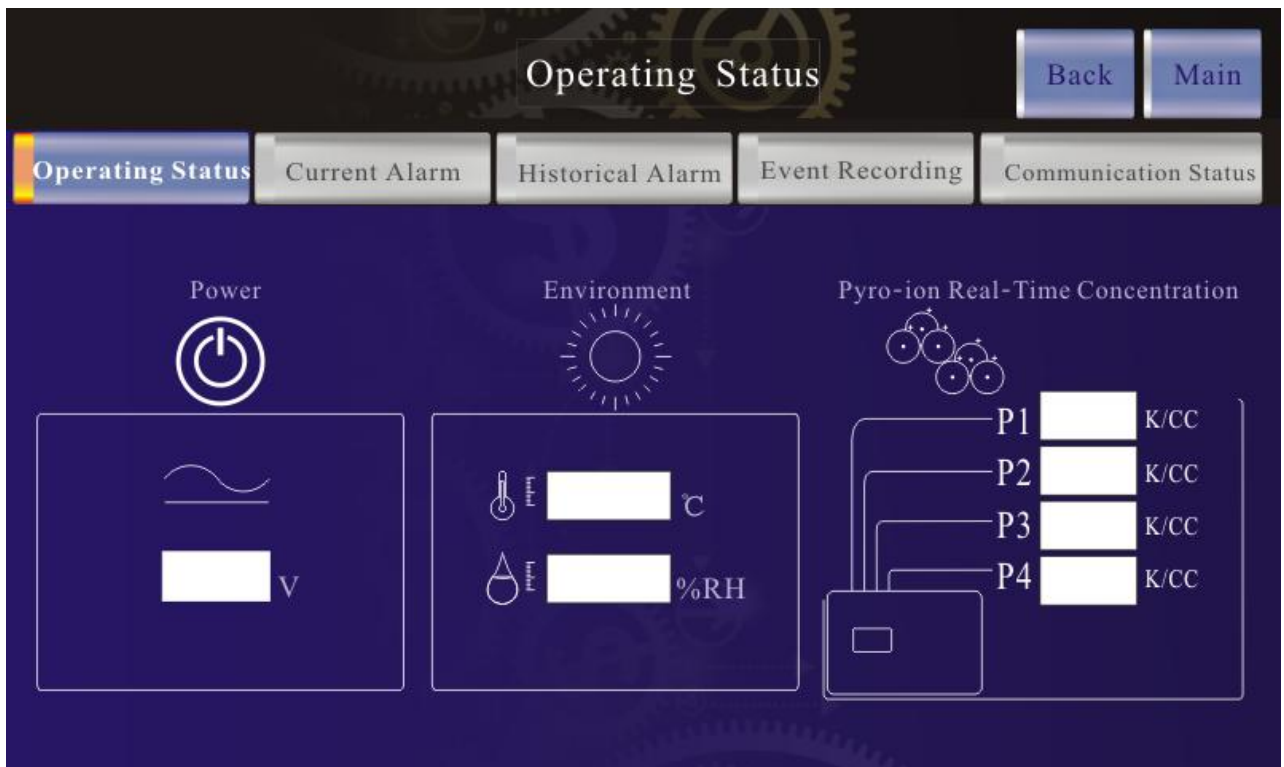 Operating Status
Back
Main
Operating Status
Current Alarm
Historical Alarm
Event Recording
Communication Status
Power
Environment
Pyro-ion Real-Time Concentration
P1 K/CC
P2 K/CC
P3 K/CC
P4 K/CC
℃
V
%RH